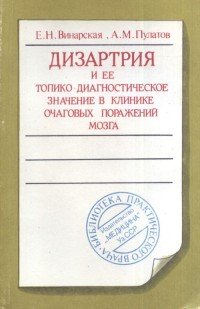 Е. Н. Винарская, А. М. Пулатов
ДИЗАРТРИЯ
И ЕЕ
ТОПИКО-ДИАГНОСТИЧЕСКОЕ
ЗНАЧЕНИЕ В КЛИНИКЕ
ОЧАГОВЫХ ПОРАЖЕНИЙ
МОЗГА
БИБЛИОТЕКА ПРАКТИЧЕСКОГО ВРАЧА
Издательство
„МЕДИЦИНА"
УзССР